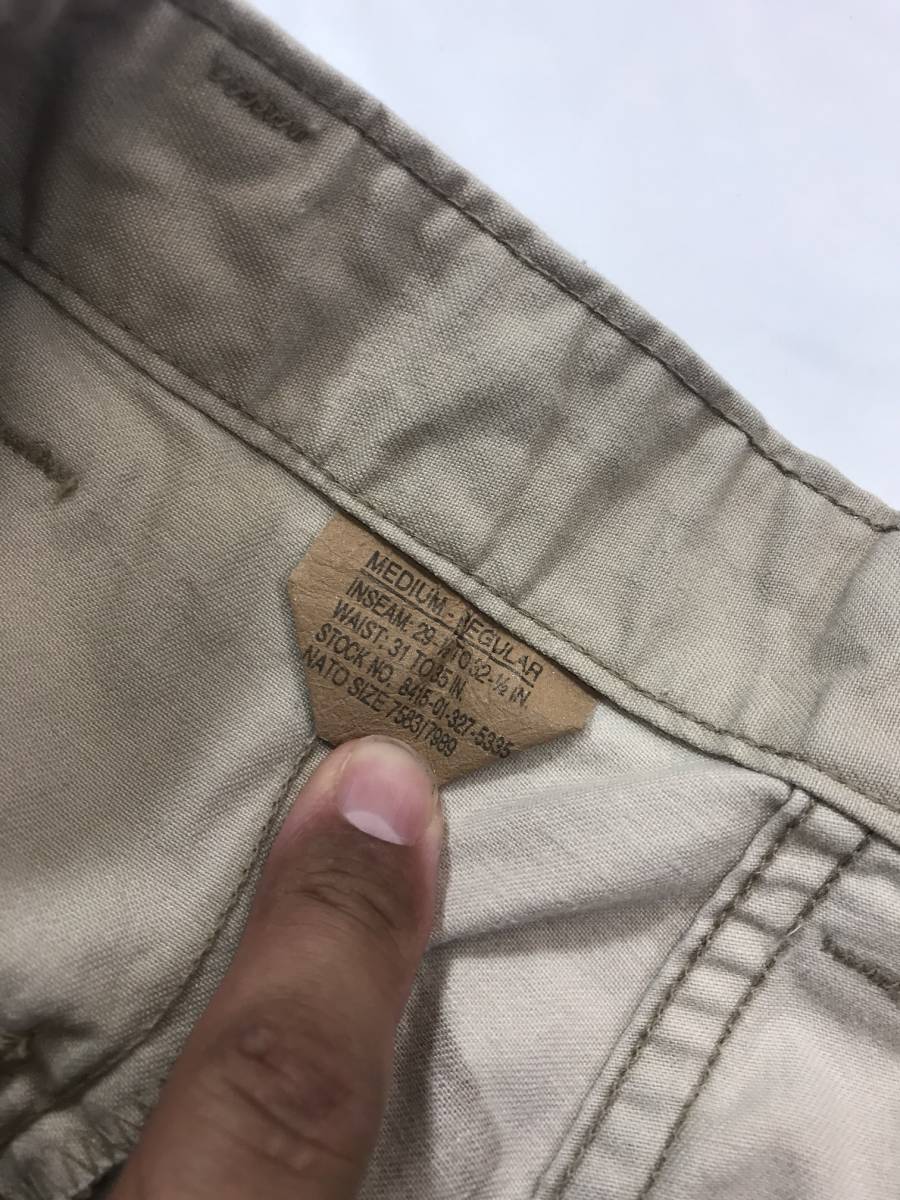 MEDIUM - REGULAR
INSEAM: 29-½ TO 32-½ IN.
WAIST: 31 TO 35 IN.
STOCK NO. 8415-01-327-5335
NATO SIZE 7583/7989